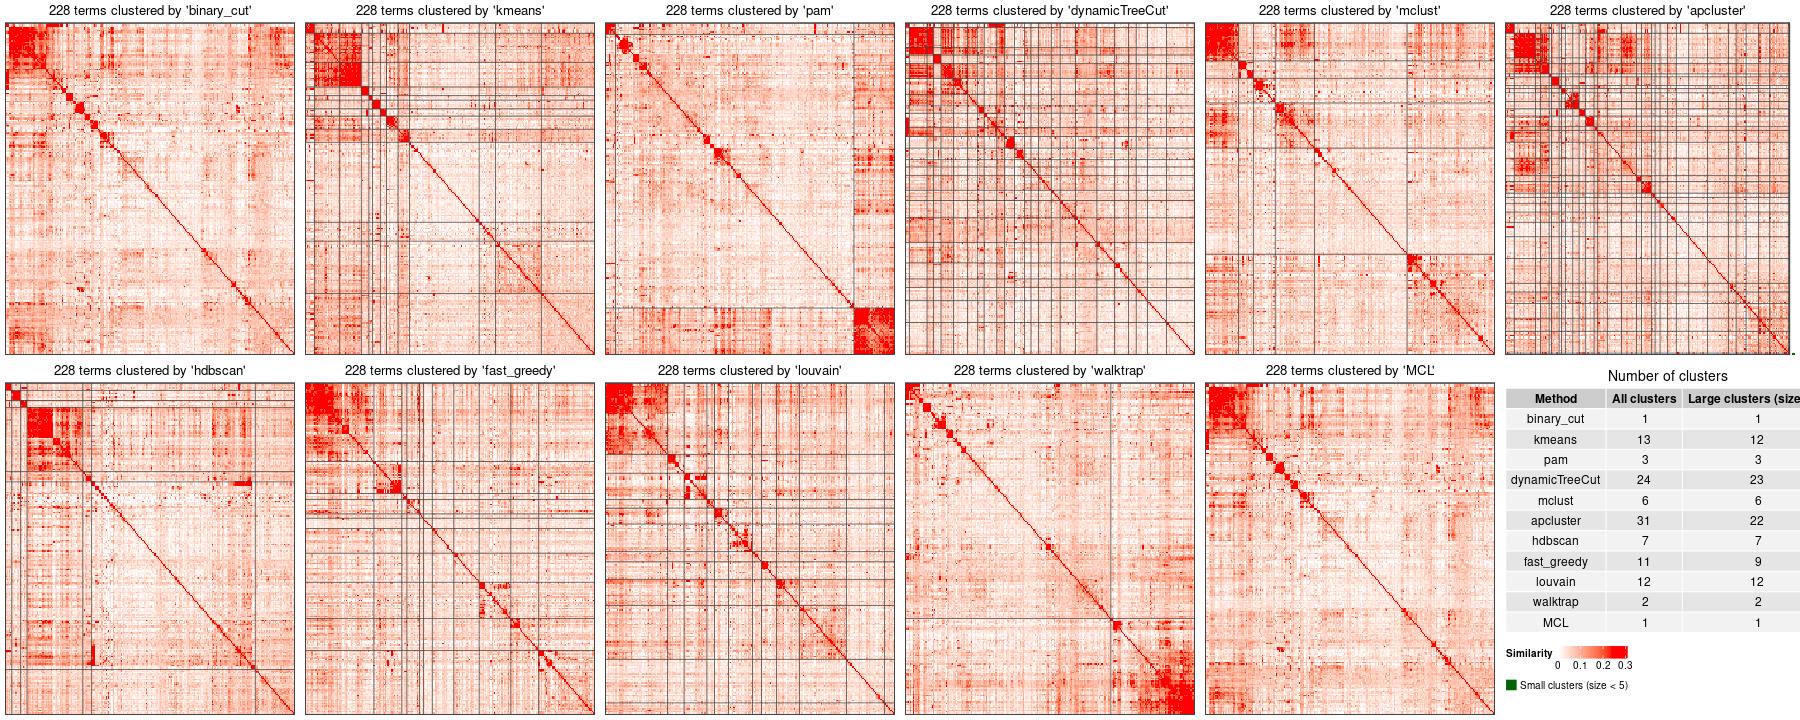 228 terms clustered by 'binary_cut'
228 terms clustered by 'kmeans'
228 terms clustered by 'pam'
228 terms clustered by 'dynamicTreeCut'
228 terms clustered by 'mclust'
228 terms clustered by 'apcluster'
228 terms clustered by 'hdbscan'
228 terms clustered by 'fast_greedy'
228 terms clustered by 'louvain'
228 terms clustered by 'walktrap'
228 terms clustered by 'MCL'
Number of clusters
Method All clusters Large clusters (size
binary_cut 1 1
kmeans 13 12
pam 3 3
dynamicTreeCut 24 23
mclust 6 6
apcluster 31 22
hdbscan 7 7
fast_greedy 11 9
louvain 12 12
walktrap 2 2
MCL 1 1
Similarity
0 0.1 0.2 0.3
Small clusters (size < 5)